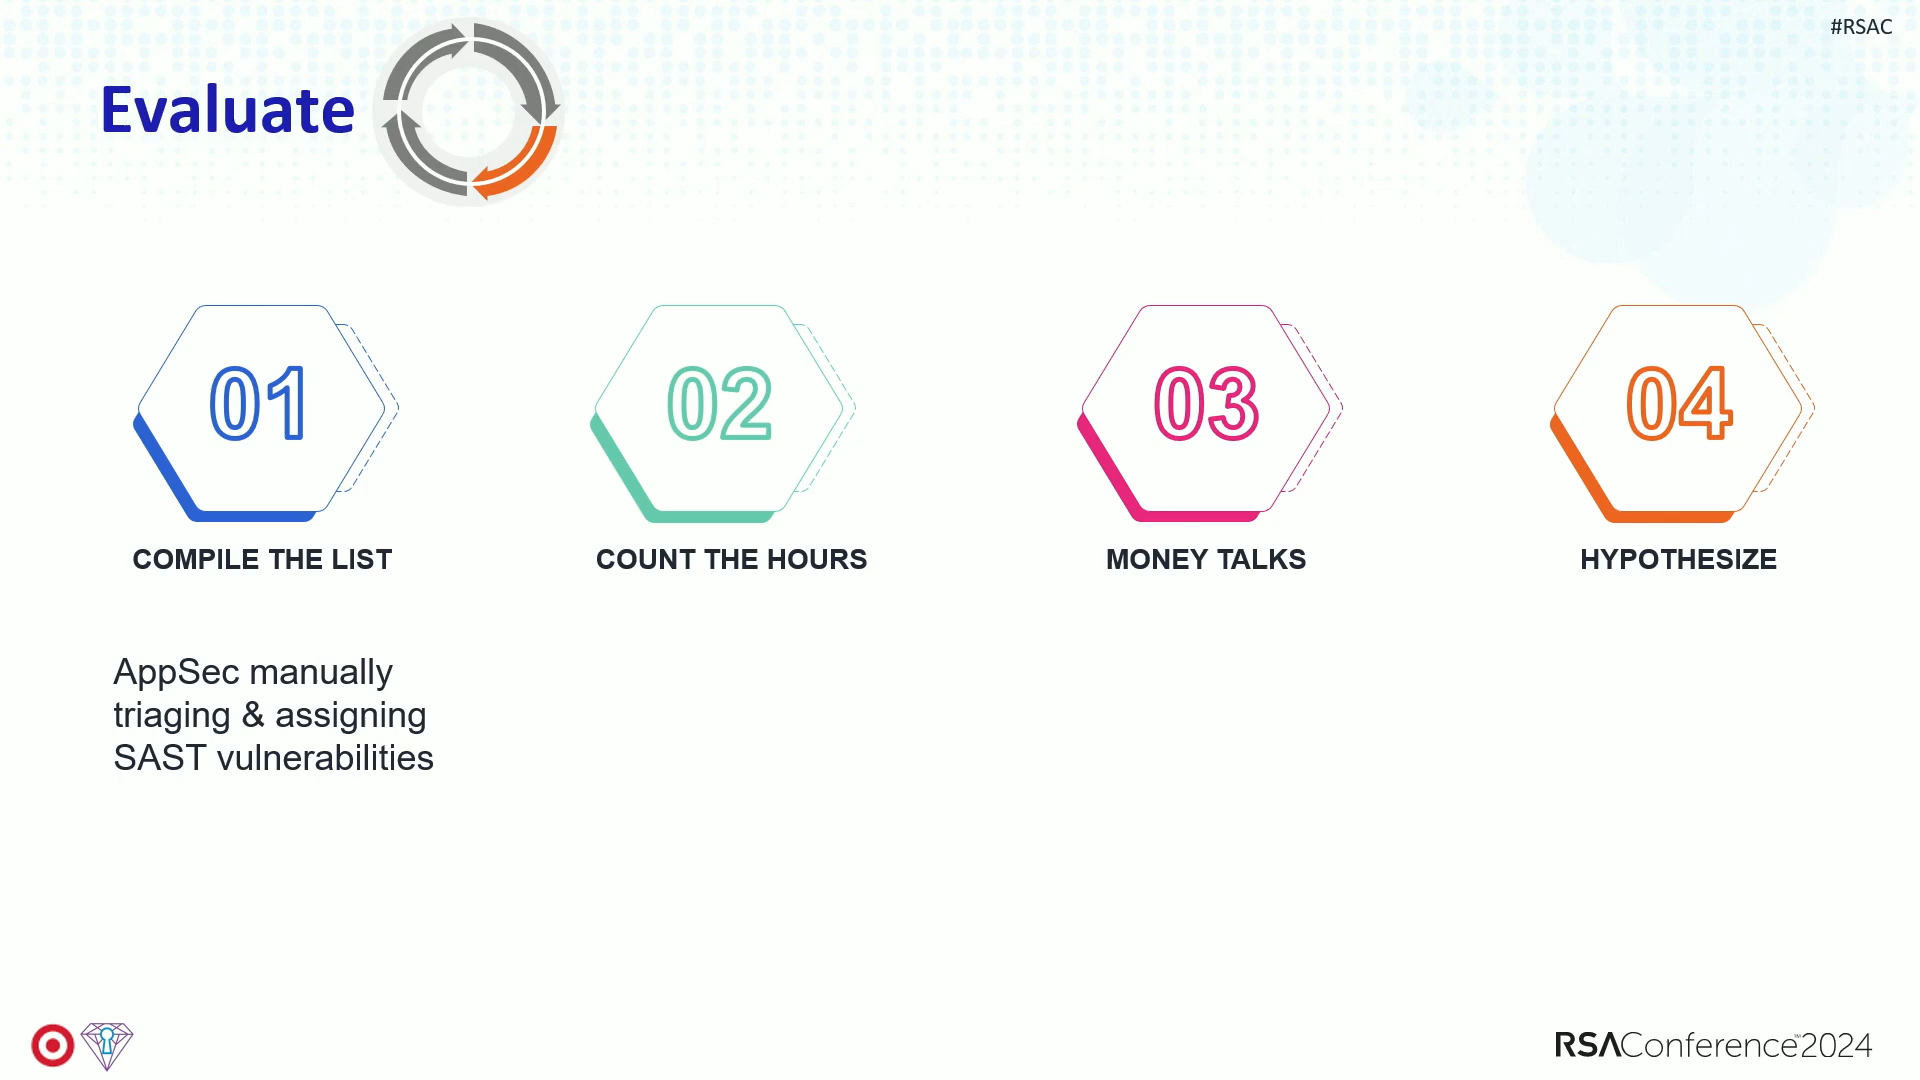 #RSAC
Evaluate
01
02
03
04
COMPILE THE LIST
COUNT THE HOURS
MONEY TALKS
HYPOTHESIZE
AppSec manually
triaging & assigning
SAST vulnerabilities
RSAConference™2024